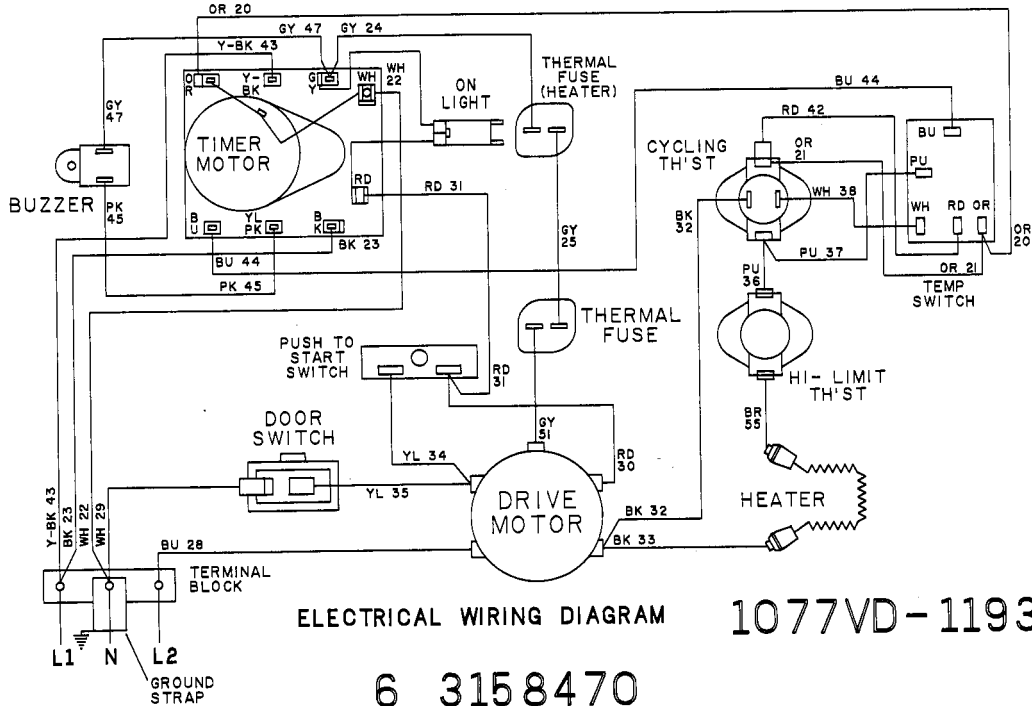 OR 20
GY 47
GY 24
Y-BK 43
O
R
Y-
BK
G
Y
WH
WH
22
ON
LIGHT
THERMAL
FUSE
(HEATER)
BU 44
RD 42
OR
21
BU
CYCLING
TH'ST
PU
GY
47
TIMER
MOTOR
RD
RD 31
WH 38
WH
RD
OR
BUZZER
PK
45
B
U
YL
PK
B
K
BK 23
BK
32
GY
25
PU 37
OR
20
BU 44
PK 45
PU
36
OR 21
TEMP
SWITCH
THERMAL
FUSE
PUSH TO
START
SWITCH
RD
31
HI-LIMIT
TH'ST
BR
55
DOOR
SWITCH
GY
51
YL 34
RD
30
YL 35
DRIVE
MOTOR
HEATER
BK 32
BK 33
Y-BK 43
BK 23
WH 22
WH 29
BU 28
TERMINAL
BLOCK
L1
N
L2
GROUND
STRAP
ELECTRICAL WIRING DIAGRAM
1077VD-1193
6 3158470